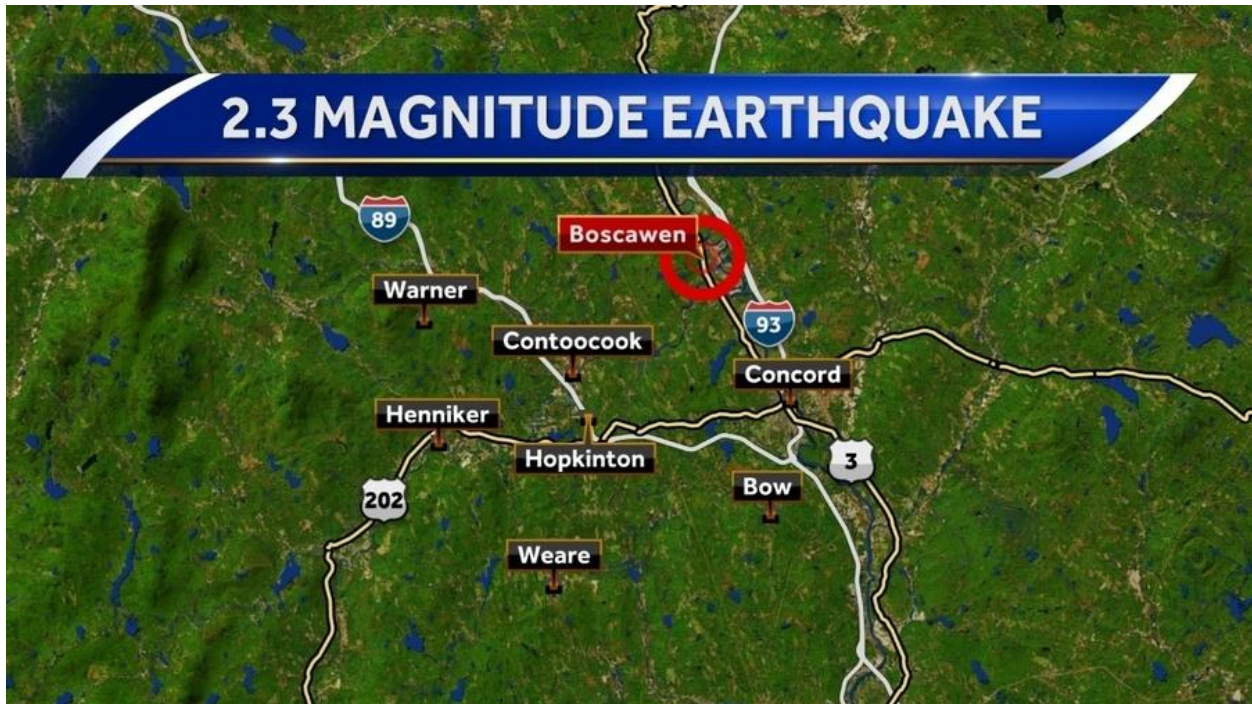 2.3 MAGNITUDE EARTHQUAKE
89
Boscawen
Warner
93
Contoocook
Concord
Henniker
Hopkinton
3
202
Bow
Weare